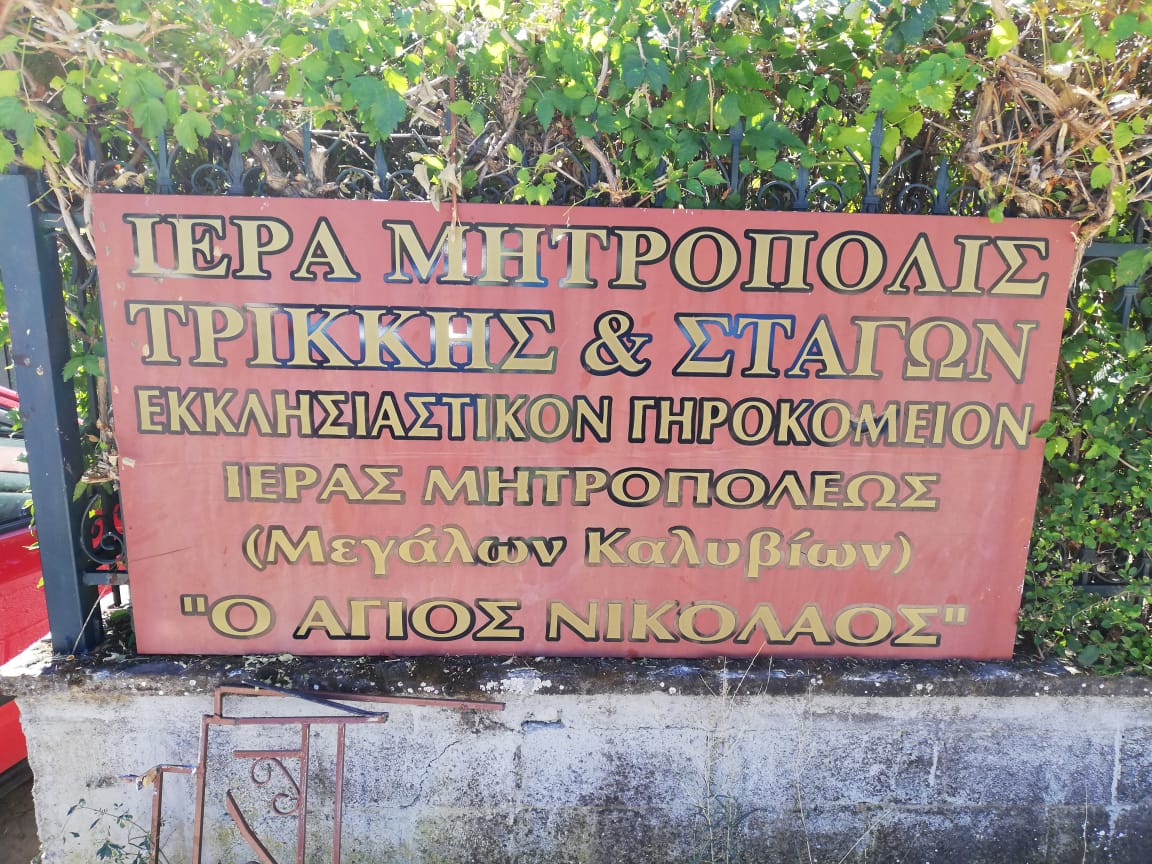 ΙΕΡΑ ΜΗΤΡΟΠΟΛΙΣ
ΤΡΙΚΚΗΣ & ΣΤΑΓΩΝ
ΕΚΚΛΗΣΙΑΣΤΙΚΟΝ ΓΗΡΟΚΟΜΕΙΟΝ
ΙΕΡΑΣ ΜΗΤΡΟΠΟΛΕΩΣ
(Μεγάλων Καλυβίων)
"Ο ΑΓΙΟΣ ΝΙΚΟΛΑΟΣ"